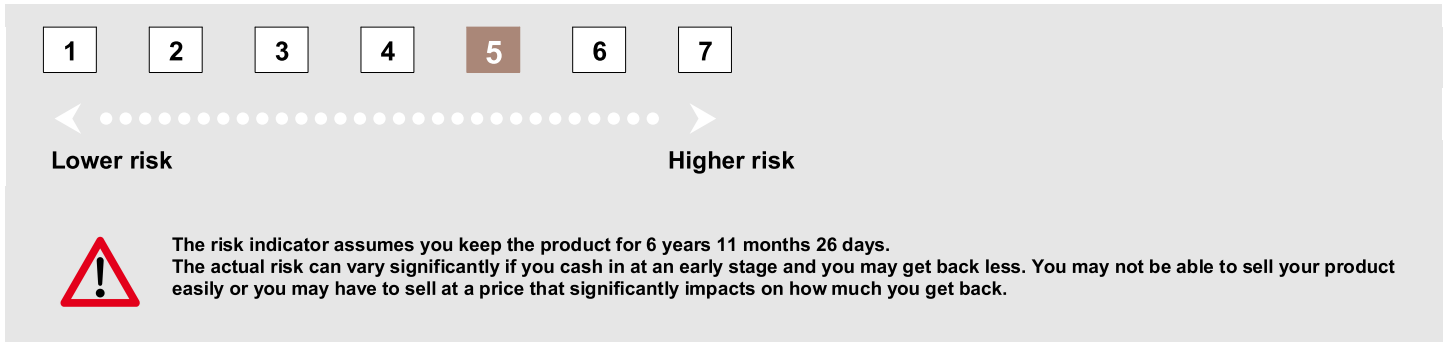 1 2 3 4 5 6 7
Lower risk Higher risk
The risk indicator assumes you keep the product for 6 years 11 months 26 days.
The actual risk can vary significantly if you cash in at an early stage and you may get back less. You may not be able to sell your product
easily or you may have to sell at a price that significantly impacts on how much you get back.